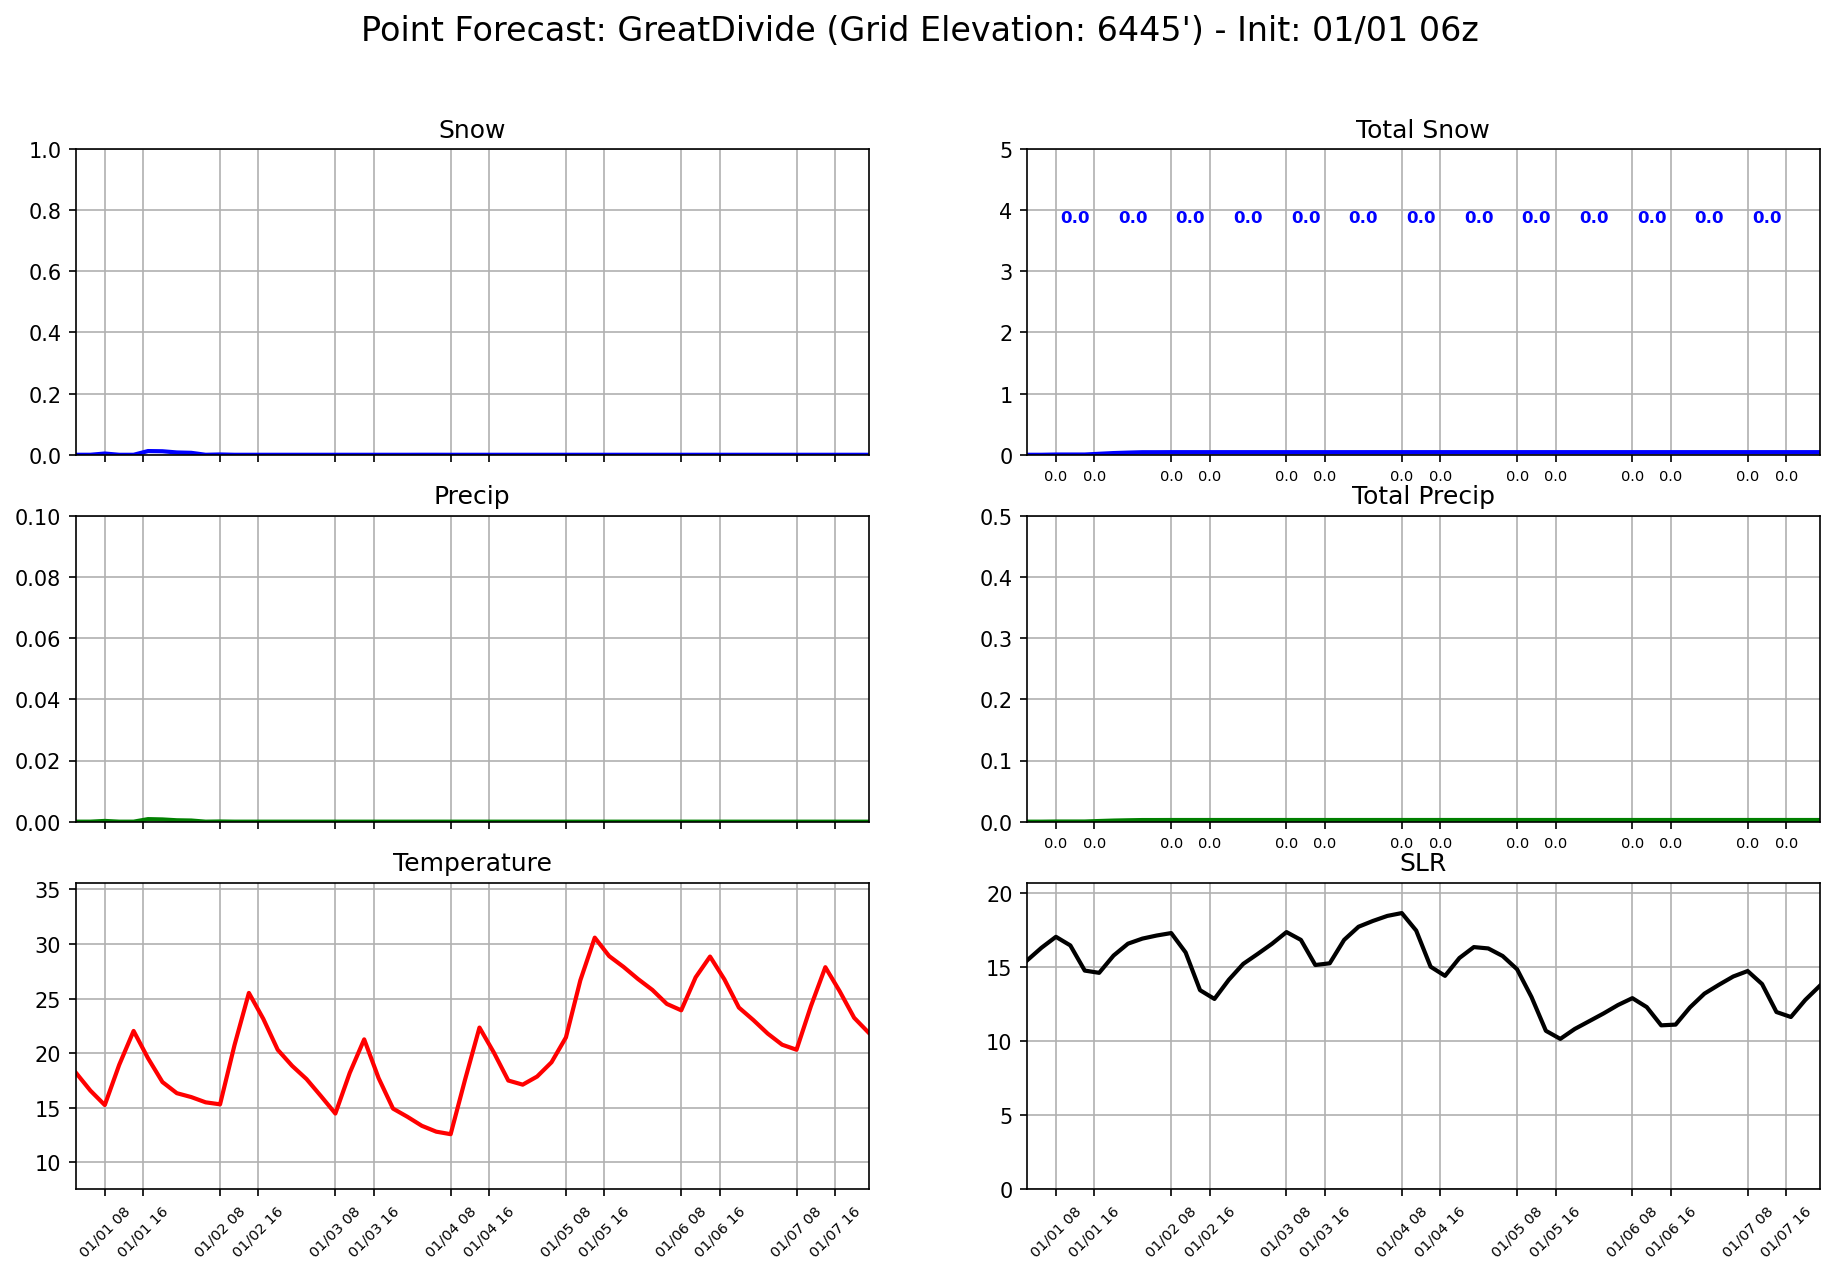 Point Forecast: GreatDivide (Grid Elevation: 6445') - Init: 01/01 06z
Snow
1.0
0.8
0.6
0.4
0.2
0.0
Total Snow
5
4
3
2
1
0
0.0 0.0 0.0 0.0 0.0 0.0 0.0 0.0 0.0 0.0 0.0 0.0 0.0
0.0 0.0 0.0 0.0 0.0 0.0 0.0 0.0 0.0 0.0 0.0 0.0 0.0 0.0
Precip
0.10
0.08
0.06
0.04
0.02
0.00
Total Precip
0.5
0.4
0.3
0.2
0.1
0.0
0.0 0.0 0.0 0.0 0.0 0.0 0.0 0.0 0.0 0.0 0.0 0.0 0.0 0.0
Temperature
35
30
25
20
15
10
01/01 08 01/01 16 01/02 08 01/02 16 01/03 08 01/03 16 01/04 08 01/04 16 01/05 08 01/05 16 01/06 08 01/06 16 01/07 08 01/07 16
SLR
20
15
10
5
0
01/01 08 01/01 16 01/02 08 01/02 16 01/03 08 01/03 16 01/04 08 01/04 16 01/05 08 01/05 16 01/06 08 01/06 16 01/07 08 01/07 16